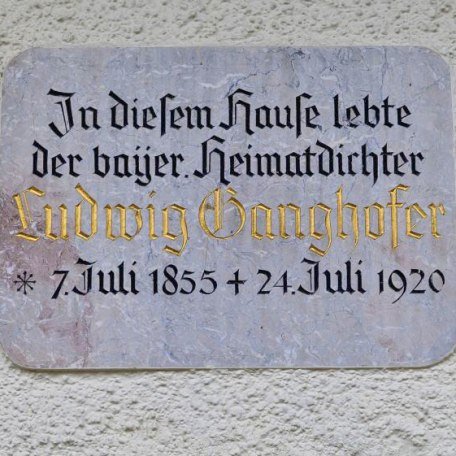 In diesem Hause lebte
der bayer. Heimatdichter
Ludwig Ganghofer
* 7. Juli 1855 + 24. Juli 1920